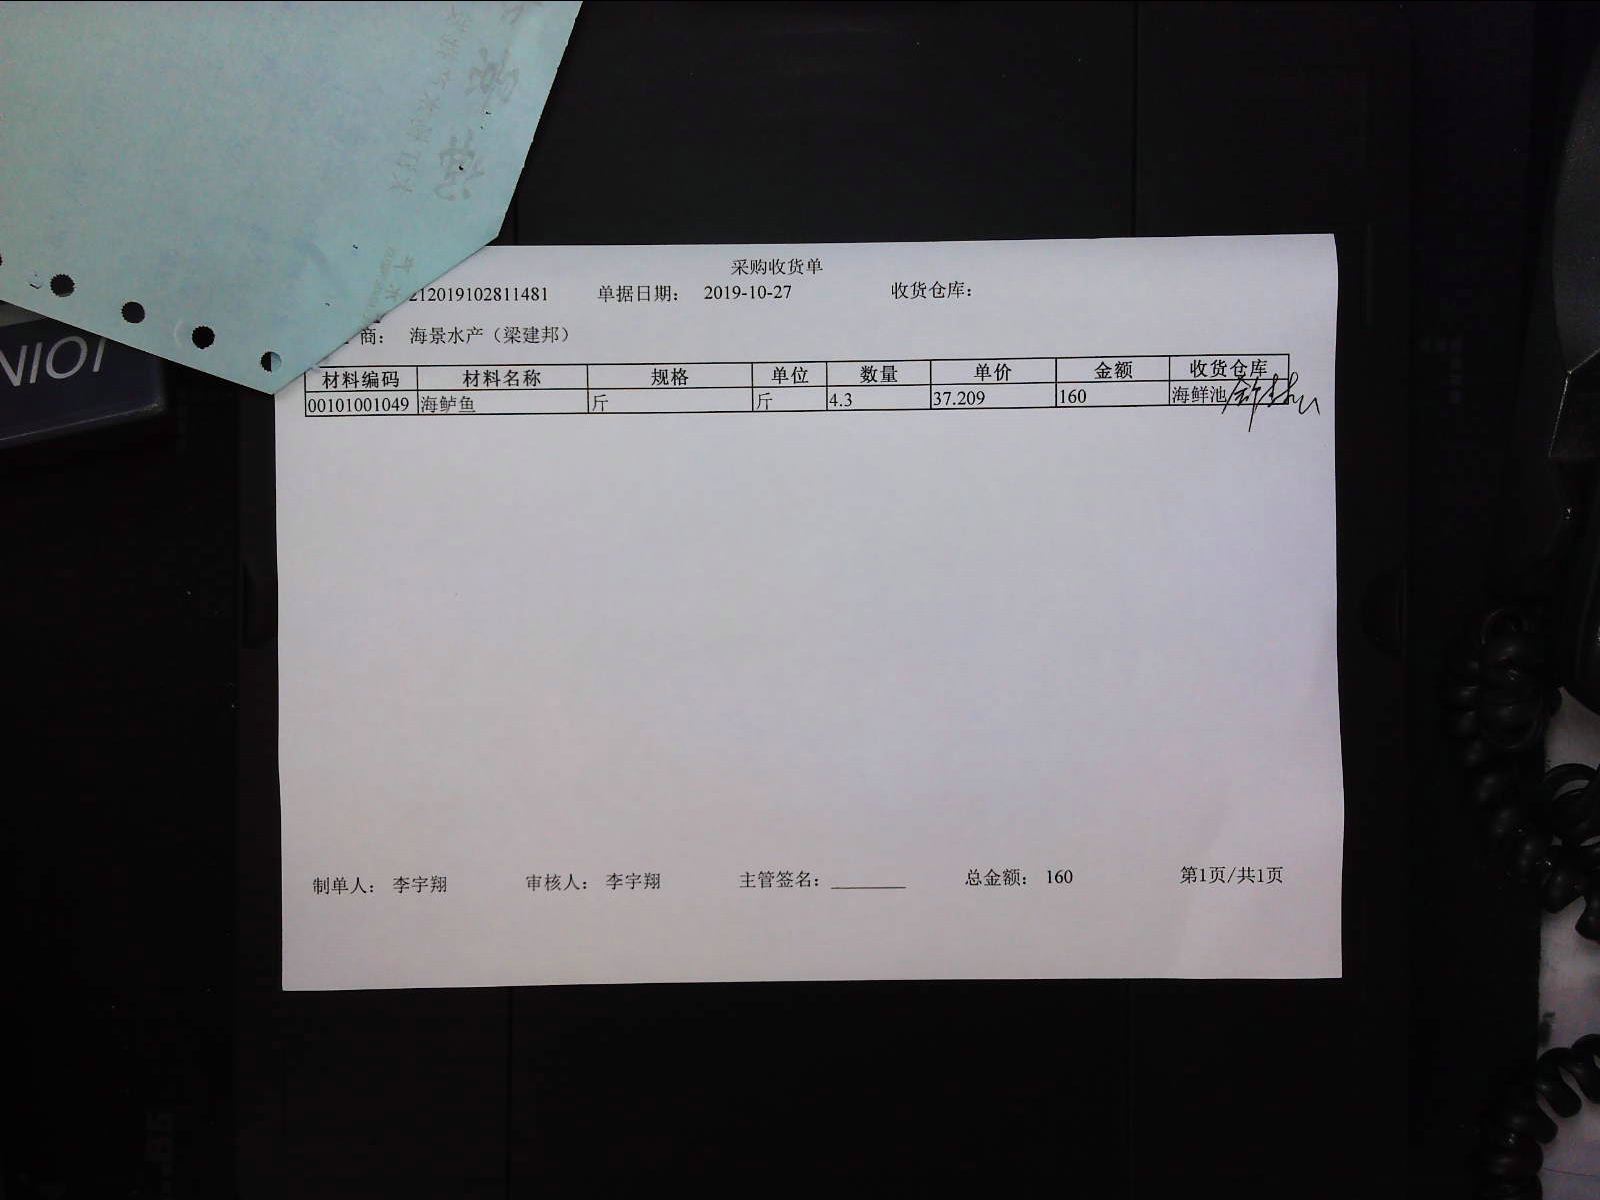 采购收货单
212019102811481 单据日期： 2019-10-27 收货仓库：
商： 海景水产（梁建邦）
材料编码 材料名称 规格 单位 数量 单价 金额 收货仓库
00101001049 海鲈鱼 斤 斤 4.3 37.209 160 海鲜池
制单人： 李宇翔 审核人： 李宇翔 主管签名： 总金额： 160 第1页/共1页
NIOI